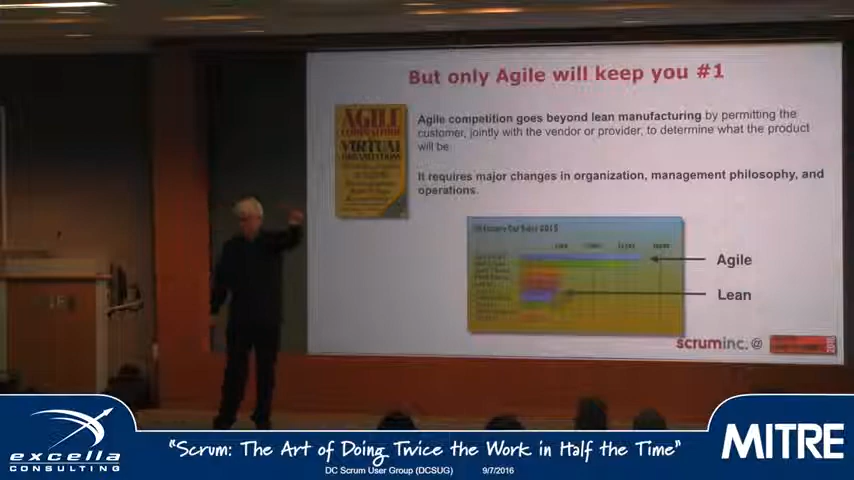 But only Agile will keep you #1
AGILE
VIRTUAL
Agile competition goes beyond lean manufacturing by permitting the
customer, jointly with the vendor or provider, to determine what the product
will be.
It requires major changes in organization, management philosophy, and
operations.
Agile
Lean
scruminc.@
excella
CONSULTING
"Scrum: The Art of Doing Twice the Work in Half the Time"
DC Scrum User Group (DCSUG) 9/7/2016
MITRE